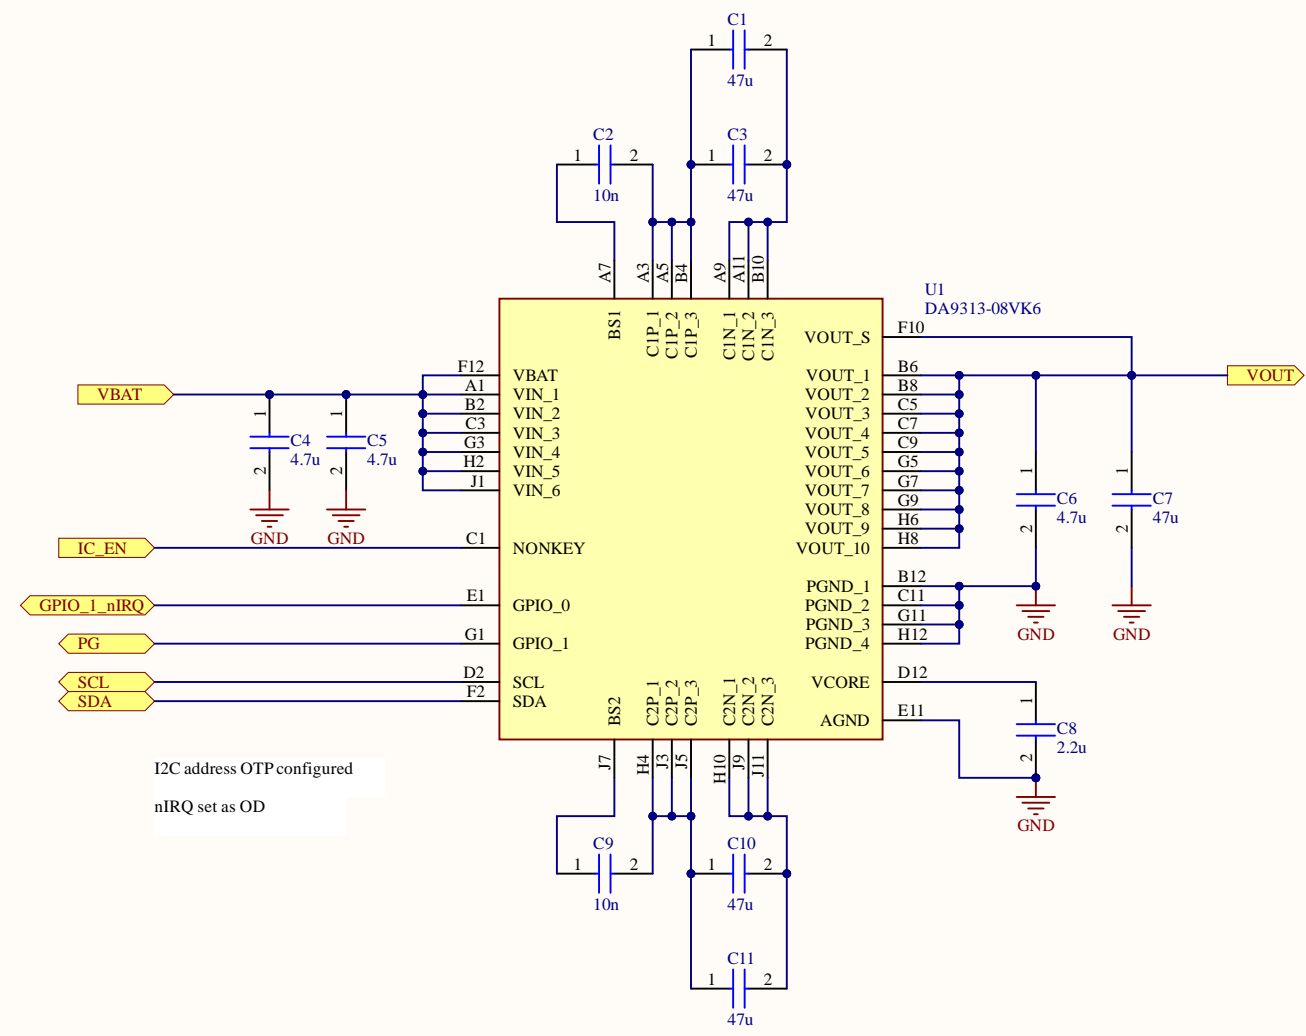 C1
1 2
47u
C2
1 2
10n
C3
1 2
47u
A7
A3
A5
B4
A9
A11
B10
BS1
C1P_1
C1P_2
C1P_3
C1N_1
C1N_2
C1N_3
U1
DA9313-08VK6
VBAT
1
2
C4
4.7u
GND
1
2
C5
4.7u
GND
F12 VBAT
A1 VIN_1
B2 VIN_2
C3 VIN_3
G3 VIN_4
H2 VIN_5
J1 VIN_6
IC_EN C1 NONKEY
GPIO_1_nIRQ E1 GPIO_0
PG G1 GPIO_1
SCL D2 SCL
SDA F2 SDA
VOUT_S F10
VOUT_1 B6
VOUT_2 B8
VOUT_3 C5
VOUT_4 C7
VOUT_5 C9
VOUT_6 G5
VOUT_7 G7
VOUT_8 G9
VOUT_9 H6
VOUT_10 H8
PGND_1 B12
PGND_2 C11
PGND_3 G11
PGND_4 H12
VCORE D12
AGND E11
VOUT
1
2
C6
4.7u
GND
1
2
C7
47u
GND
1
2
C8
2.2u
GND
BS2
C2P_1
C2P_2
C2P_3
C2N_1
C2N_2
C2N_3
J7
H4
J3
J5
H10
J9
J11
I2C address OTP configured
nIRQ set as OD
C9
1 2
10n
C10
1 2
47u
C11
1 2
47u